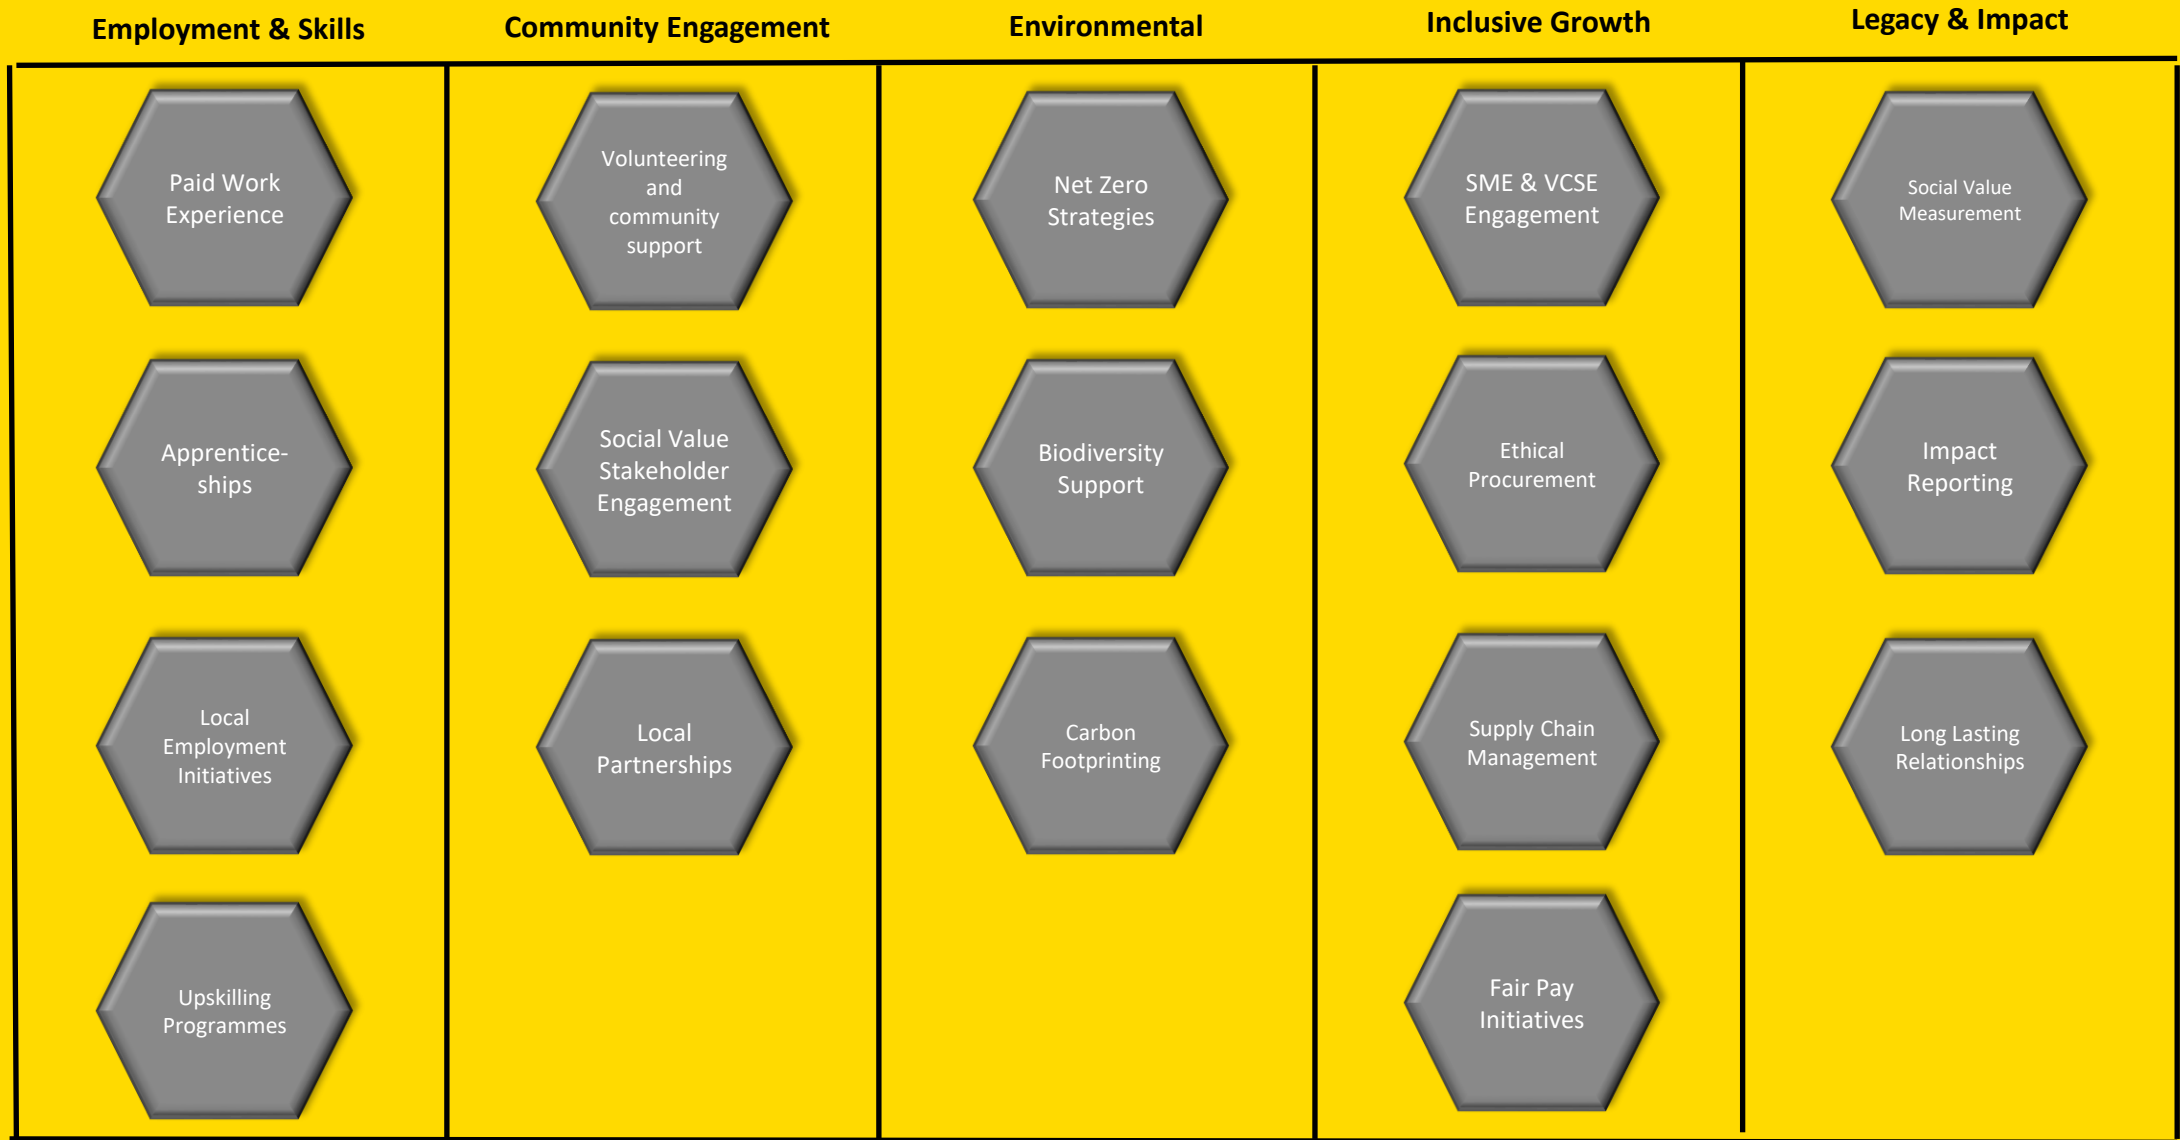 Employment & Skills
Community Engagement
Environmental
Inclusive Growth
Legacy & Impact
Paid Work
Experience
Apprentice-
ships
Local
Employment
Initiatives
Upskilling
Programmes
Volunteering
and
community
support
Social Value
Stakeholder
Engagement
Local
Partnerships
Net Zero
Strategies
Biodiversity
Support
Carbon
Footprinting
SME & VCSE
Engagement
Ethical
Procurement
Supply Chain
Management
Fair Pay
Initiatives
Social Value
Measurement
Impact
Reporting
Long Lasting
Relationships